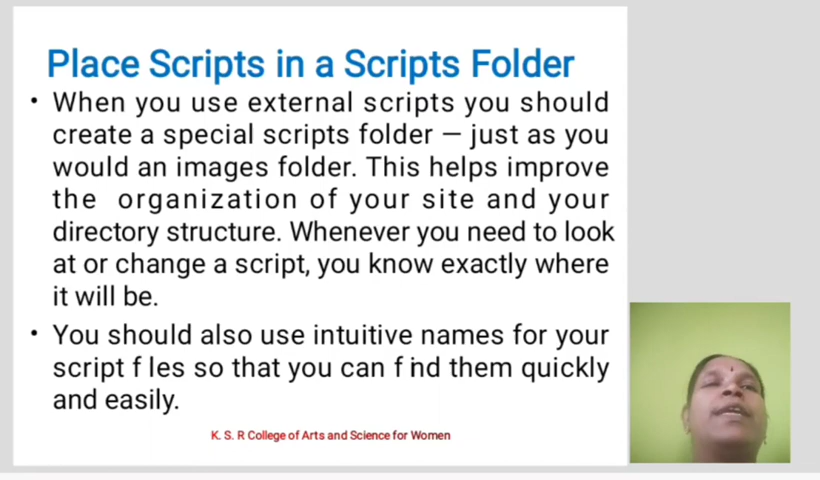 Place Scripts in a Scripts Folder
• When you use external scripts you should
create a special scripts folder — just as you
would an images folder. This helps improve
the organization of your site and your
directory structure. Whenever you need to look
at or change a script, you know exactly where
it will be.
• You should also use intuitive names for your
script f les so that you can f ind them quickly
and easily.
K. S. R College of Arts and Science for Women